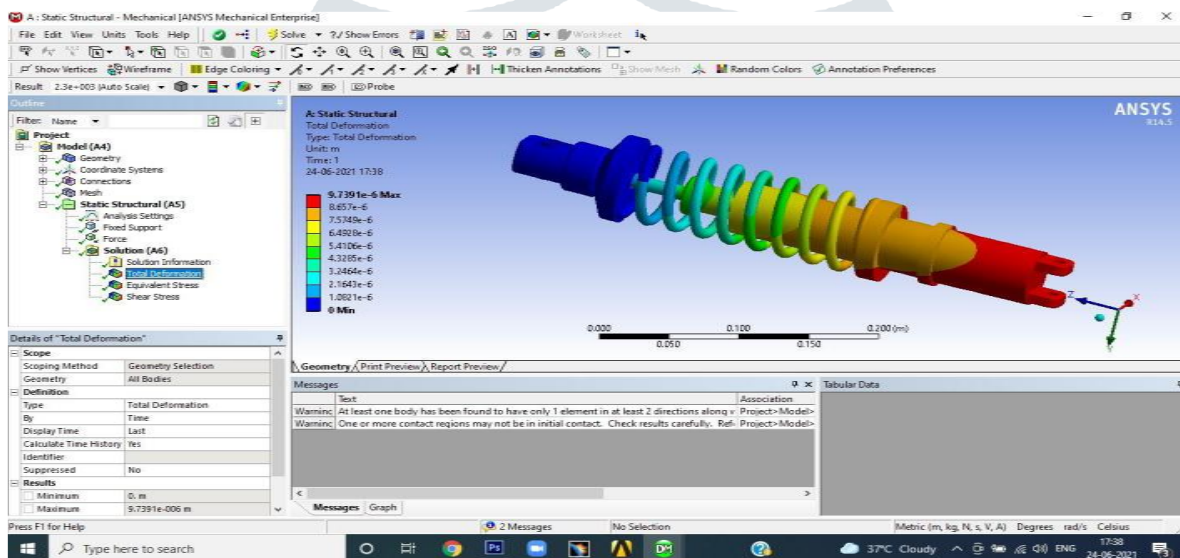 A : Static Structural - Mechanical [ANSYS Mechanical Enterprise]
File Edit View Units Tools Help Solve ?/ Show Errors Worksheet
Show Vertices Wireframe Edge Coloring Thicken Annotations Show Mesh Random Colors Annotation Preferences
Result 2.3e+003 (Auto Scale) Probe
Outline
Filter: Name
Project
Model (A4)
Geometry
Coordinate Systems
Connections
Mesh
Static Structural (A5)
Analysis Settings
Fixed Support
Force
Solution (A6)
Solution Information
Total Deformation
Equivalent Stress
Shear Stress
Details of "Total Deformation"
Scope
Scoping Method Geometry Selection
Geometry All Bodies
Definition
Type Total Deformation
By Time
Display Time Last
Calculate Time History Yes
Identifier
Suppressed No
Results
Minimum 0. m
Maximum 9.7391e-006 m
A: Static Structural
Total Deformation
Type: Total Deformation
Unit: m
Time: 1
24-06-2021 17:38
9.7391e-6 Max
8.657e-6
7.5749e-6
6.4928e-6
5.4106e-6
4.3285e-6
3.2464e-6
2.1643e-6
1.0821e-6
0 Min
ANSYS
R14.5
Z X
Y
0.000 0.100 0.200 (m)
0.050 0.150
Geometry Print Preview Report Preview
Messages
Text Association
Warning At least one body has been found to have only 1 element in at least 2 directions along v Project>Model>
Warning One or more contact regions may not be in initial contact. Check results carefully. Ref Project>Model>
Messages Graph
Tabular Data
Press F1 for Help 2 Messages No Selection Metric (m, kg, N, s, V, A) Degrees rad/s Celsius
Type here to search Ps DM 37°C Cloudy ENG 17:38
24-06-2021 3